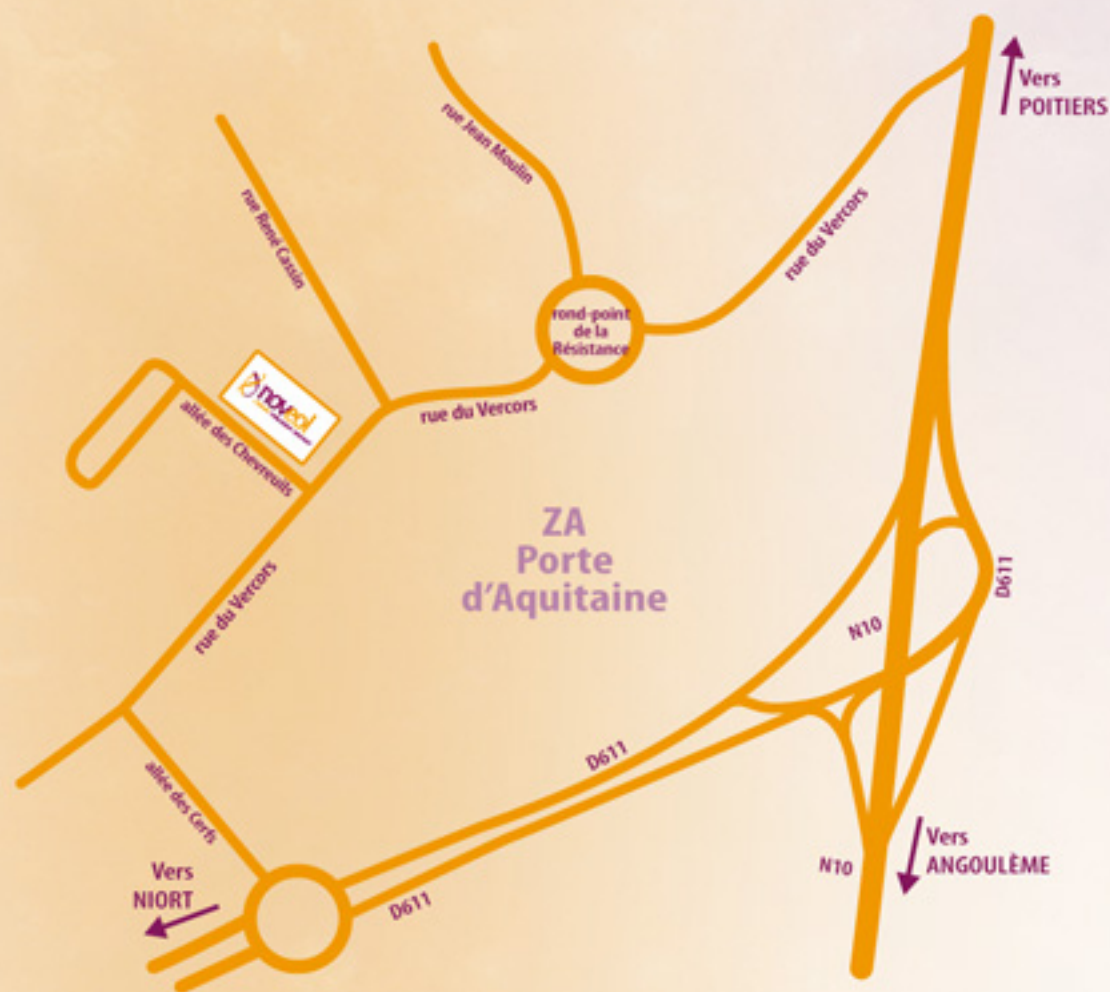 Vers
POITIERS
rue Jean Moulin
rue René Cassin
rue du Vercors
rond-point
de la
Résistance
noveol
allée des Chevreuils
rue du Vercors
ZA
Porte
d'Aquitaine
D611
rue du Vercors
N10
D611
allée des Cerfs
Vers
ANGOULÈME
N10
Vers
NIORT
D611